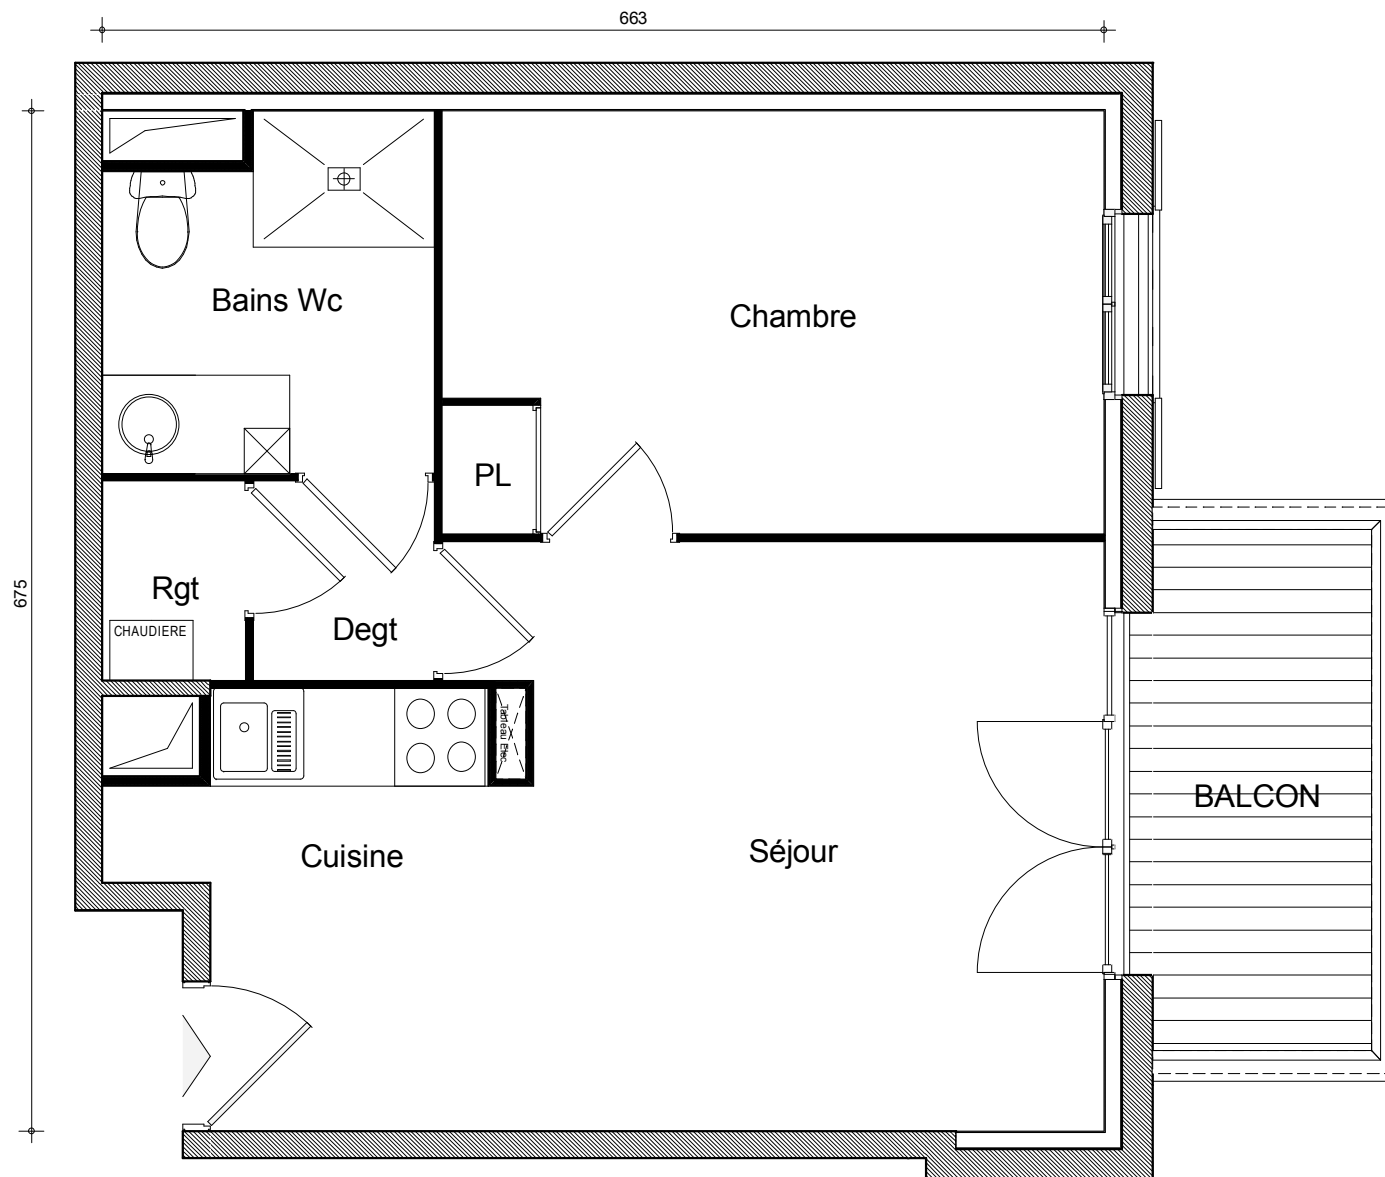 663
Bains Wc
Chambre
PL
675
Rgt
CHAUDIERE
Degt
Tableau Elec.
BALCON
Cuisine
Séjour